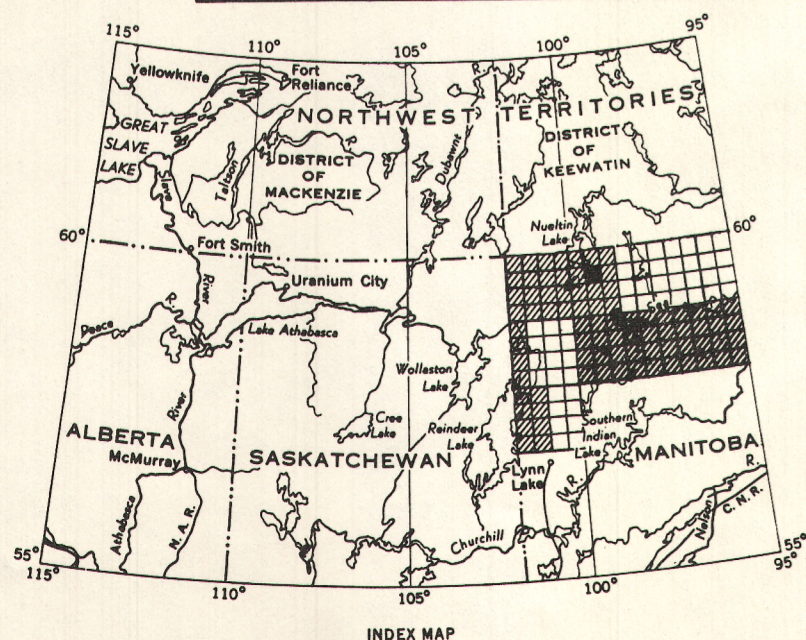 115°
110°
105°
100°
95°
Yellowknife
Fort
Reliance
NORTHWEST TERRITORIES
GREAT
SLAVE
LAKE
Slave
River
Taltson
R.
DISTRICT
OF
MACKENZIE
Dubawnt
R.
DISTRICT
OF
KEEWATIN
Nueltin
Lake
60°
60°
Fort Smith
Uranium City
Peace
R.
Lake Athabasca
Wollaston
Lake
Cree
Lake
Reindeer
Lake
Southern
Indian
Lake
River
ALBERTA
McMurray
SASKATCHEWAN
MANITOBA
Lynn
Lake
Athabasca
N. A. R.
Churchill
R.
Nelson
R.
C. N. R.
55°
115°
110°
105°
100°
55°
95°
INDEX MAP